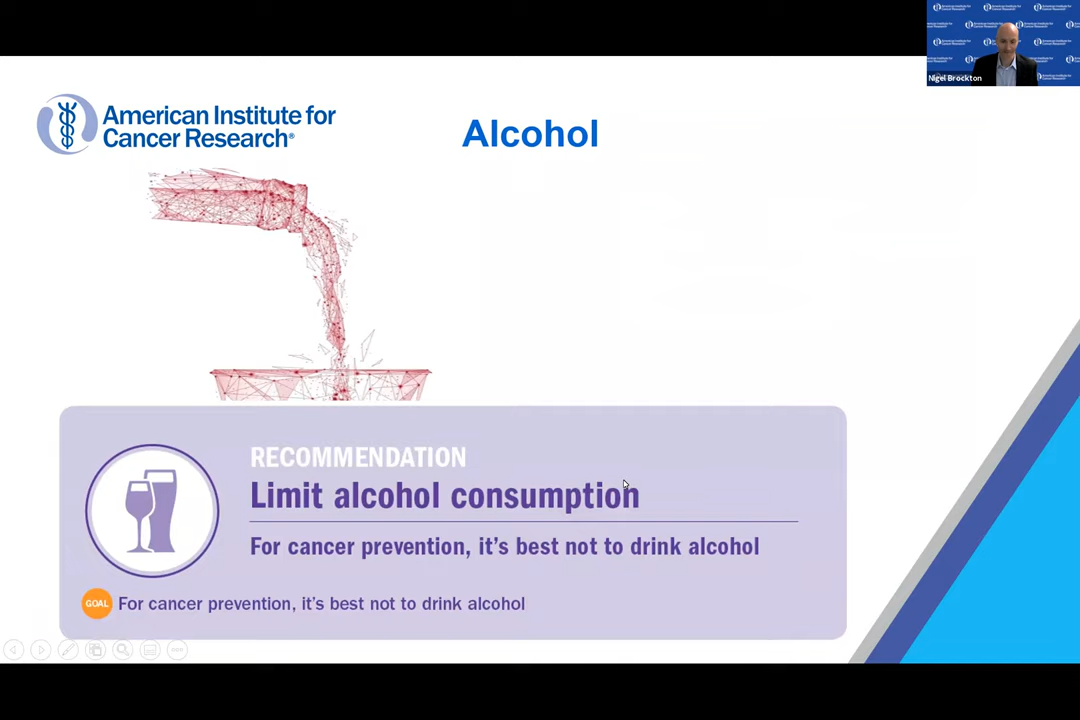 American Institute for
Cancer Research®
Alcohol
Nigel Brockton
RECOMMENDATION
Limit alcohol consumption
For cancer prevention, it's best not to drink alcohol
GOAL For cancer prevention, it's best not to drink alcohol